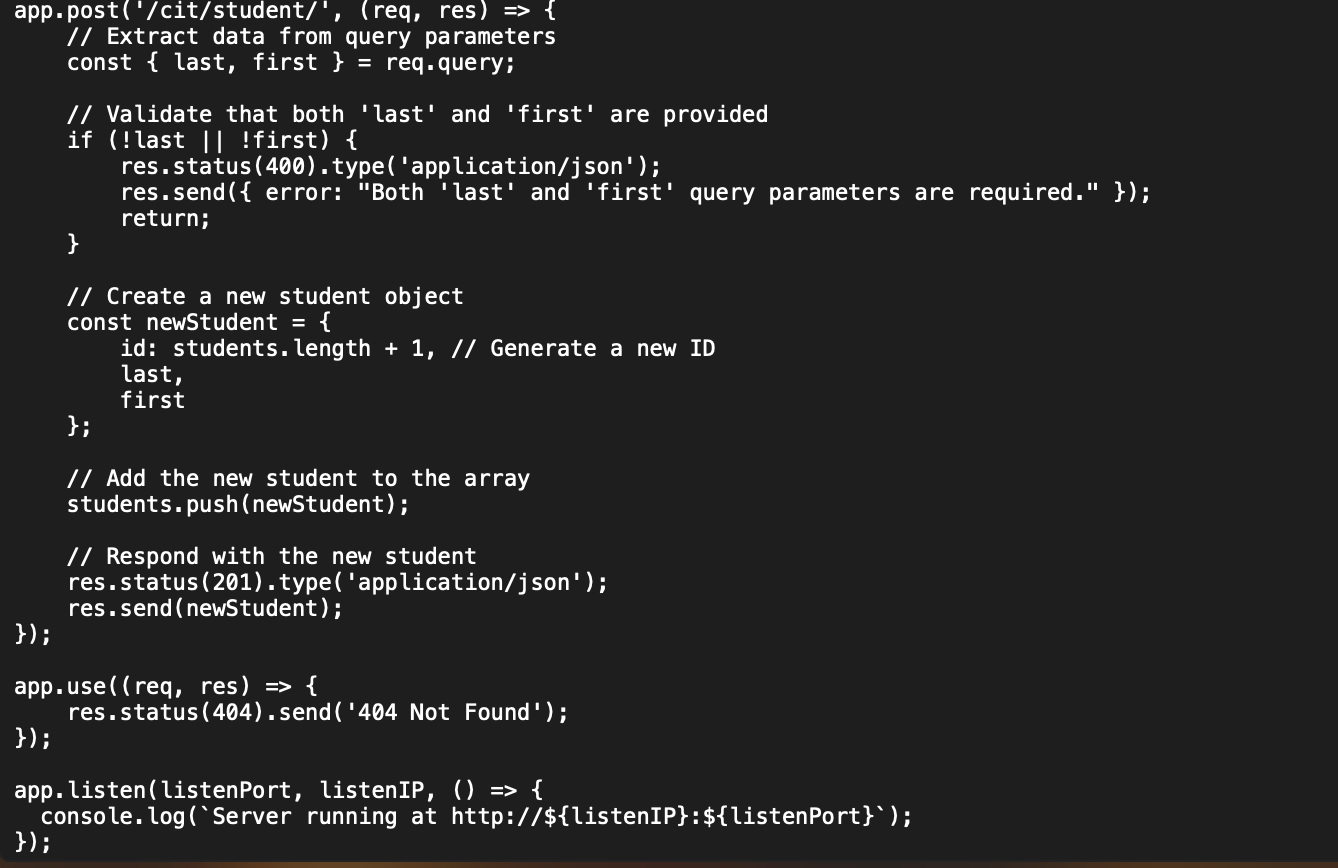 app.post('/cit/student/', (req, res) => {
    // Extract data from query parameters
    const { last, first } = req.query;

    // Validate that both 'last' and 'first' are provided
    if (!last || !first) {
        res.status(400).type('application/json');
        res.send({ error: "Both 'last' and 'first' query parameters are required." });
        return;
    }

    // Create a new student object
    const newStudent = {
        id: students.length + 1, // Generate a new ID
        last,
        first
    };

    // Add the new student to the array
    students.push(newStudent);

    // Respond with the new student
    res.status(201).type('application/json');
    res.send(newStudent);
});

app.use((req, res) => {
    res.status(404).send('404 Not Found');
});

app.listen(listenPort, listenIP, () => {
  console.log(`Server running at http://${listenIP}:${listenPort}`);
});